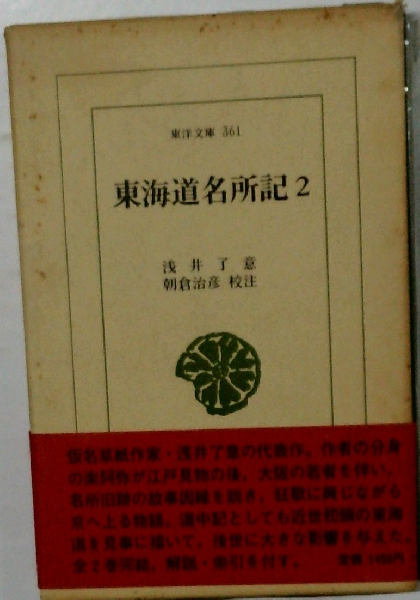 東洋文庫 361
東海道名所記 2
浅井了意
朝倉治彦 校注
仮名草紙作家・浅井了意の代表作。作者の分身
の楽阿弥が江戸見物の後、大坂の若者を伴い、
名所旧跡の故事因縁を説き、狂歌に興じながら
京へ上る物語。道中記としても近世初頭の東海
道を見事に描いて、後世に大きな影響を与えた。
全2巻完結。解説・索引を付す。
定価